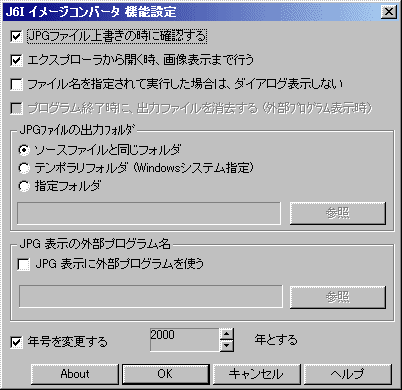 J6I イメージコンバータ 機能設定
JPGファイル上書きの時に確認する
エクスプローラから開く時、画像表示まで行う
ファイル名を指定されて実行した場合は、ダイアログ表示しない
プログラム終了時に、出力ファイルを消去する (外部プログラム表示時)
JPGファイルの出力フォルダ
ソースファイルと同じフォルダ
テンポラリフォルダ (Windowsシステム指定)
指定フォルダ
参照
JPG 表示の外部プログラム名
JPG 表示に外部プログラムを使う
参照
年号を変更する 2000 年とする
About OK キャンセル ヘルプ